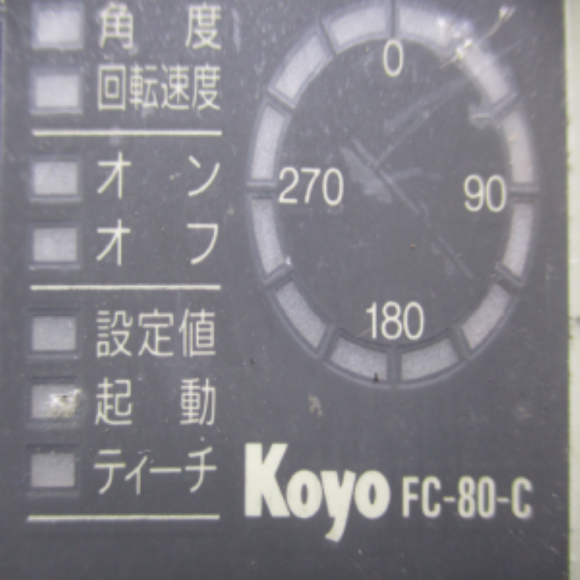 角 度
回転速度
オン
オフ
設定値
起 動
ティーチ
0
270 90
180
Koyo FC-80-C